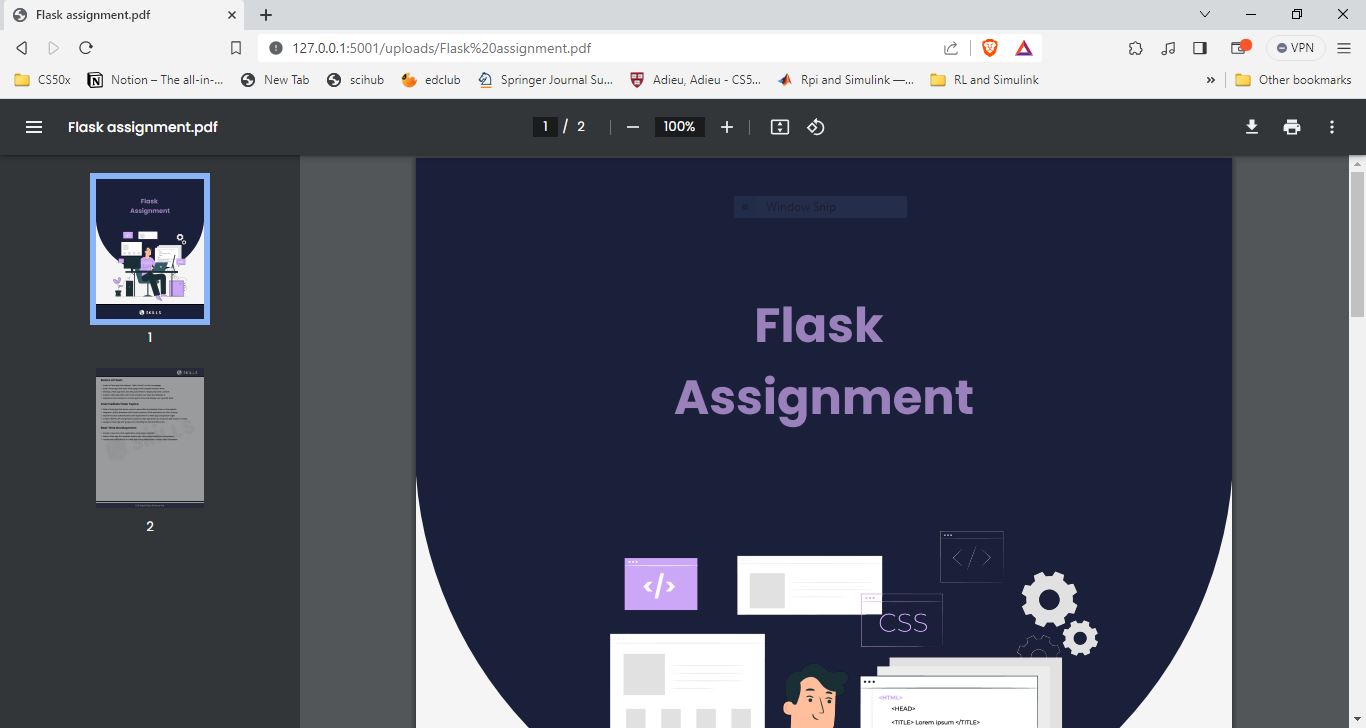 Flask assignment.pdf
127.0.0.1:5001/uploads/Flask%20assignment.pdf
VPN
CS50x
Notion – The all-in-...
New Tab
scihub
edclub
Springer Journal Su...
Adieu, Adieu - CS5...
Rpi and Simulink —...
RL and Simulink
»
Other bookmarks
Flask assignment.pdf
1 / 2
100%
Flask
Assignment
SKILLS
1
2
Window Snip
Flask
Assignment
</>
</>
CSS
<HTML>
<HEAD>
<TITLE> Lorem ipsum </TITLE>